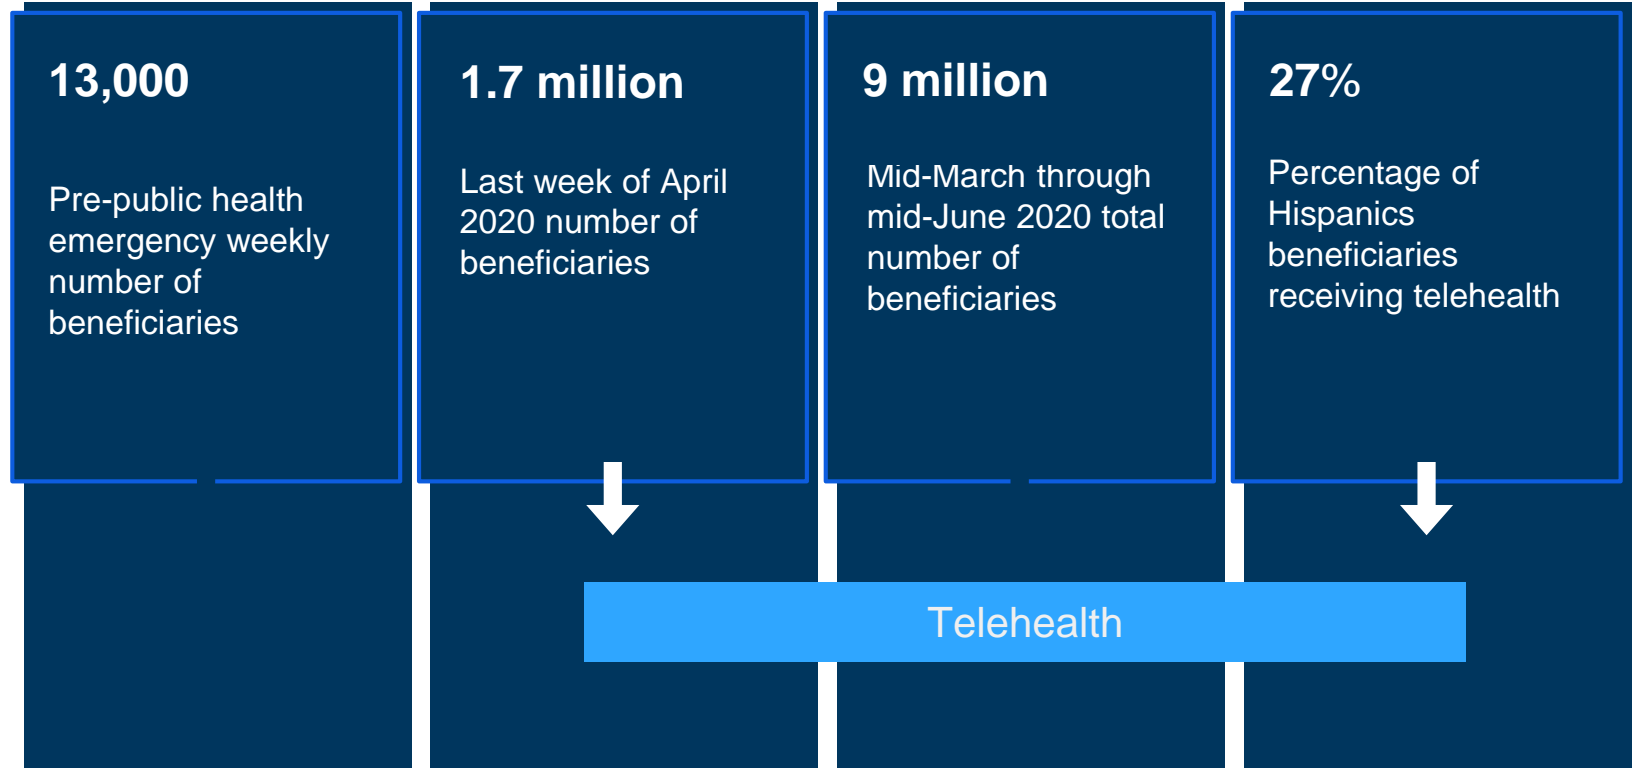 13,000
Pre-public health
emergency weekly
number of
beneficiaries
1.7 million
Last week of April
2020 number of
beneficiaries
9 million
Mid-March through
mid-June 2020 total
number of
beneficiaries
27%
Percentage of
Hispanics
beneficiaries
receiving telehealth
Telehealth